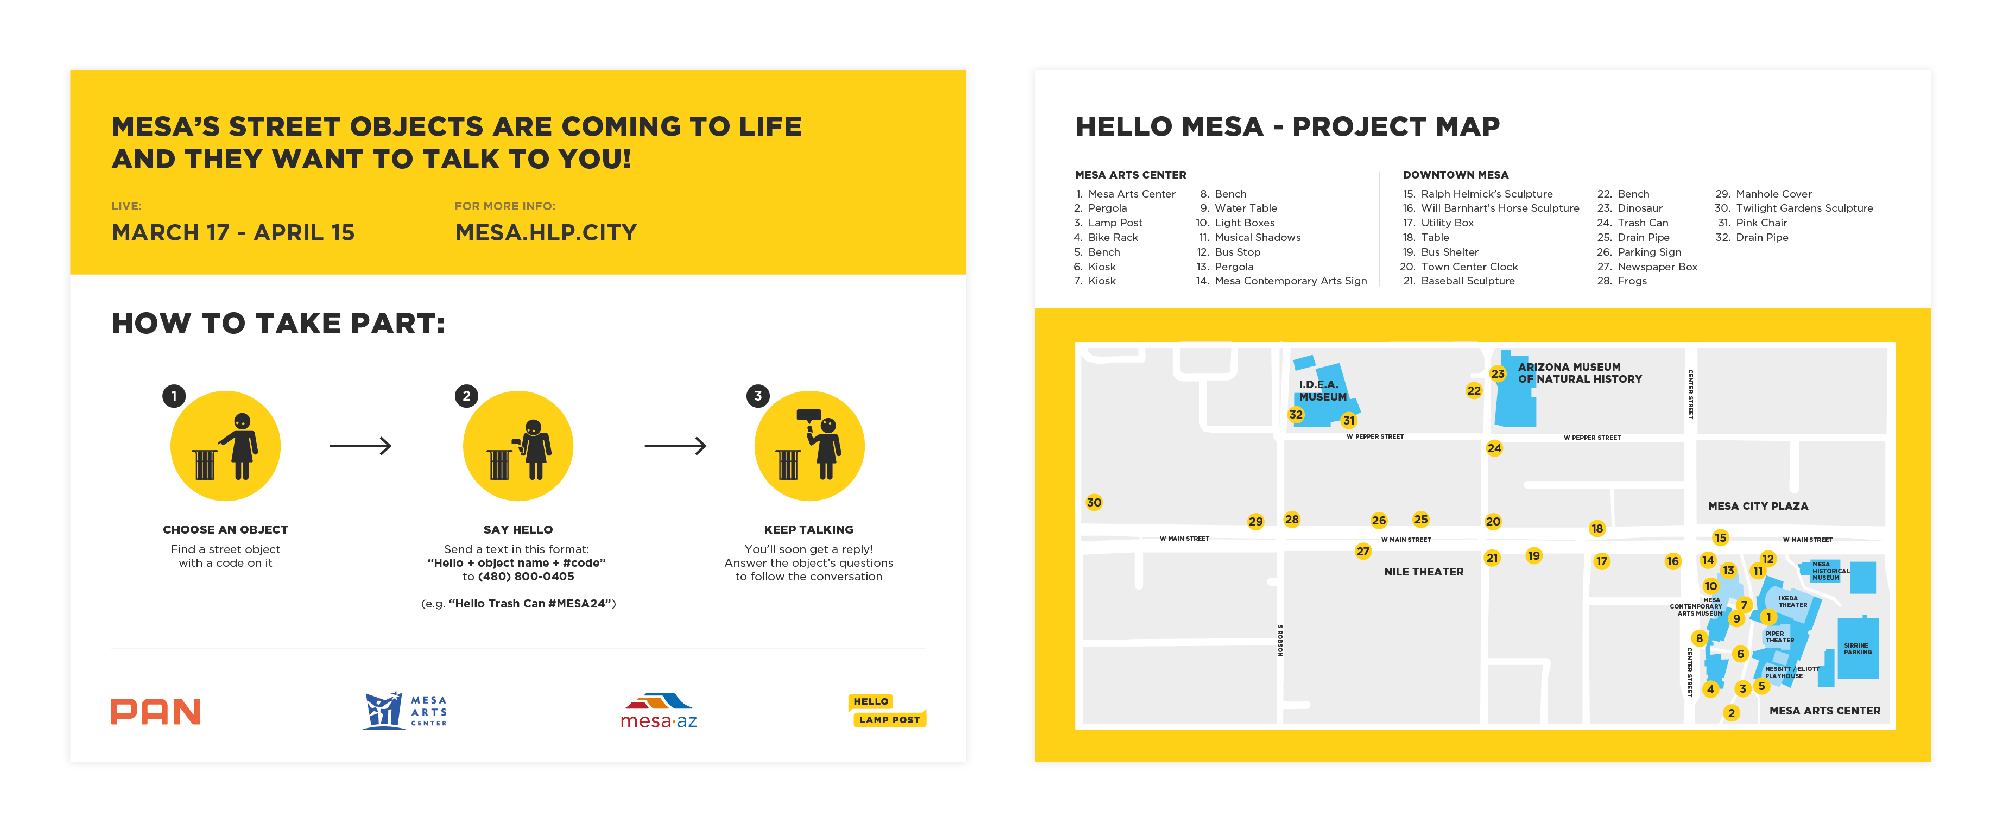 MESA'S STREET OBJECTS ARE COMING TO LIFE
AND THEY WANT TO TALK TO YOU!
LIVE:
MARCH 17 - APRIL 15
FOR MORE INFO:
MESA.HLP.CITY
HOW TO TAKE PART:
1
CHOOSE AN OBJECT
Find a street object
with a code on it
2
SAY HELLO
Send a text in this format:
"Hello + object name + #code"
to (480) 800-0405
(e.g. "Hello Trash Can #MESA24")
3
KEEP TALKING
You'll soon get a reply!
Answer the object's questions
to follow the conversation
PAN
MESA
ARTS
CENTER
mesa·az
HELLO
LAMP POST
HELLO MESA - PROJECT MAP
MESA ARTS CENTER
1. Mesa Arts Center
2. Pergola
3. Lamp Post
4. Bike Rack
5. Bench
6. Kiosk
7. Kiosk
8. Bench
9. Water Table
10. Light Boxes
11. Musical Shadows
12. Bus Stop
13. Pergola
14. Mesa Contemporary Arts Sign
DOWNTOWN MESA
15. Ralph Helmick's Sculpture
16. Will Barnhart's Horse Sculpture
17. Utility Box
18. Table
19. Bus Shelter
20. Town Center Clock
21. Baseball Sculpture
22. Bench
23. Dinosaur
24. Trash Can
25. Drain Pipe
26. Parking Sign
27. Newspaper Box
28. Frogs
29. Manhole Cover
30. Twilight Gardens Sculpture
31. Pink Chair
32. Drain Pipe
I.D.E.A.
MUSEUM
32
31
23
22
ARIZONA MUSEUM
OF NATURAL HISTORY
CENTER STREET
W PEPPER STREET
W PEPPER STREET
24
30
29
28
26
25
20
18
MESA CITY PLAZA
15
W MAIN STREET
W MAIN STREET
W MAIN STREET
27
21
19
17
16
14
13
12
11
NILE THEATER
MESA
HISTORICAL
MUSEUM
10
MESA
CONTEMPORARY
ARTS MUSEUM
7
9
1
IKEDA
THEATER
8
PIPER
THEATER
6
SIRRINE
PARKING
S ROBSON
CENTER STREET
NESBITT / ELIOTT
PLAYHOUSE
4
3
5
2
MESA ARTS CENTER